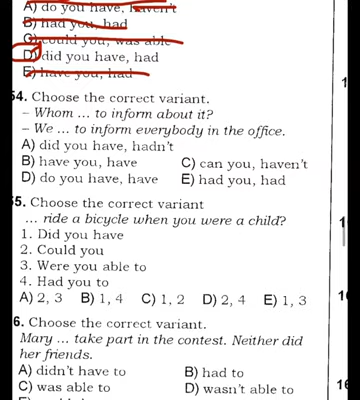 A) do you have, haven't
B) had you, had
C) could you, was able
D) did you have, had
E) have you, had
54. Choose the correct variant.
– Whom ... to inform about it?
– We ... to inform everybody in the office.
A) did you have, hadn't
B) have you, have C) can you, haven't
D) do you have, have E) had you, had
55. Choose the correct variant
... ride a bicycle when you were a child?
1. Did you have
2. Could you
3. Were you able to
4. Had you to
A) 2, 3 B) 1, 4 C) 1, 2 D) 2, 4 E) 1, 3
6. Choose the correct variant.
Mary ... take part in the contest. Neither did
her friends.
A) didn't have to B) had to
C) was able to D) wasn't able to